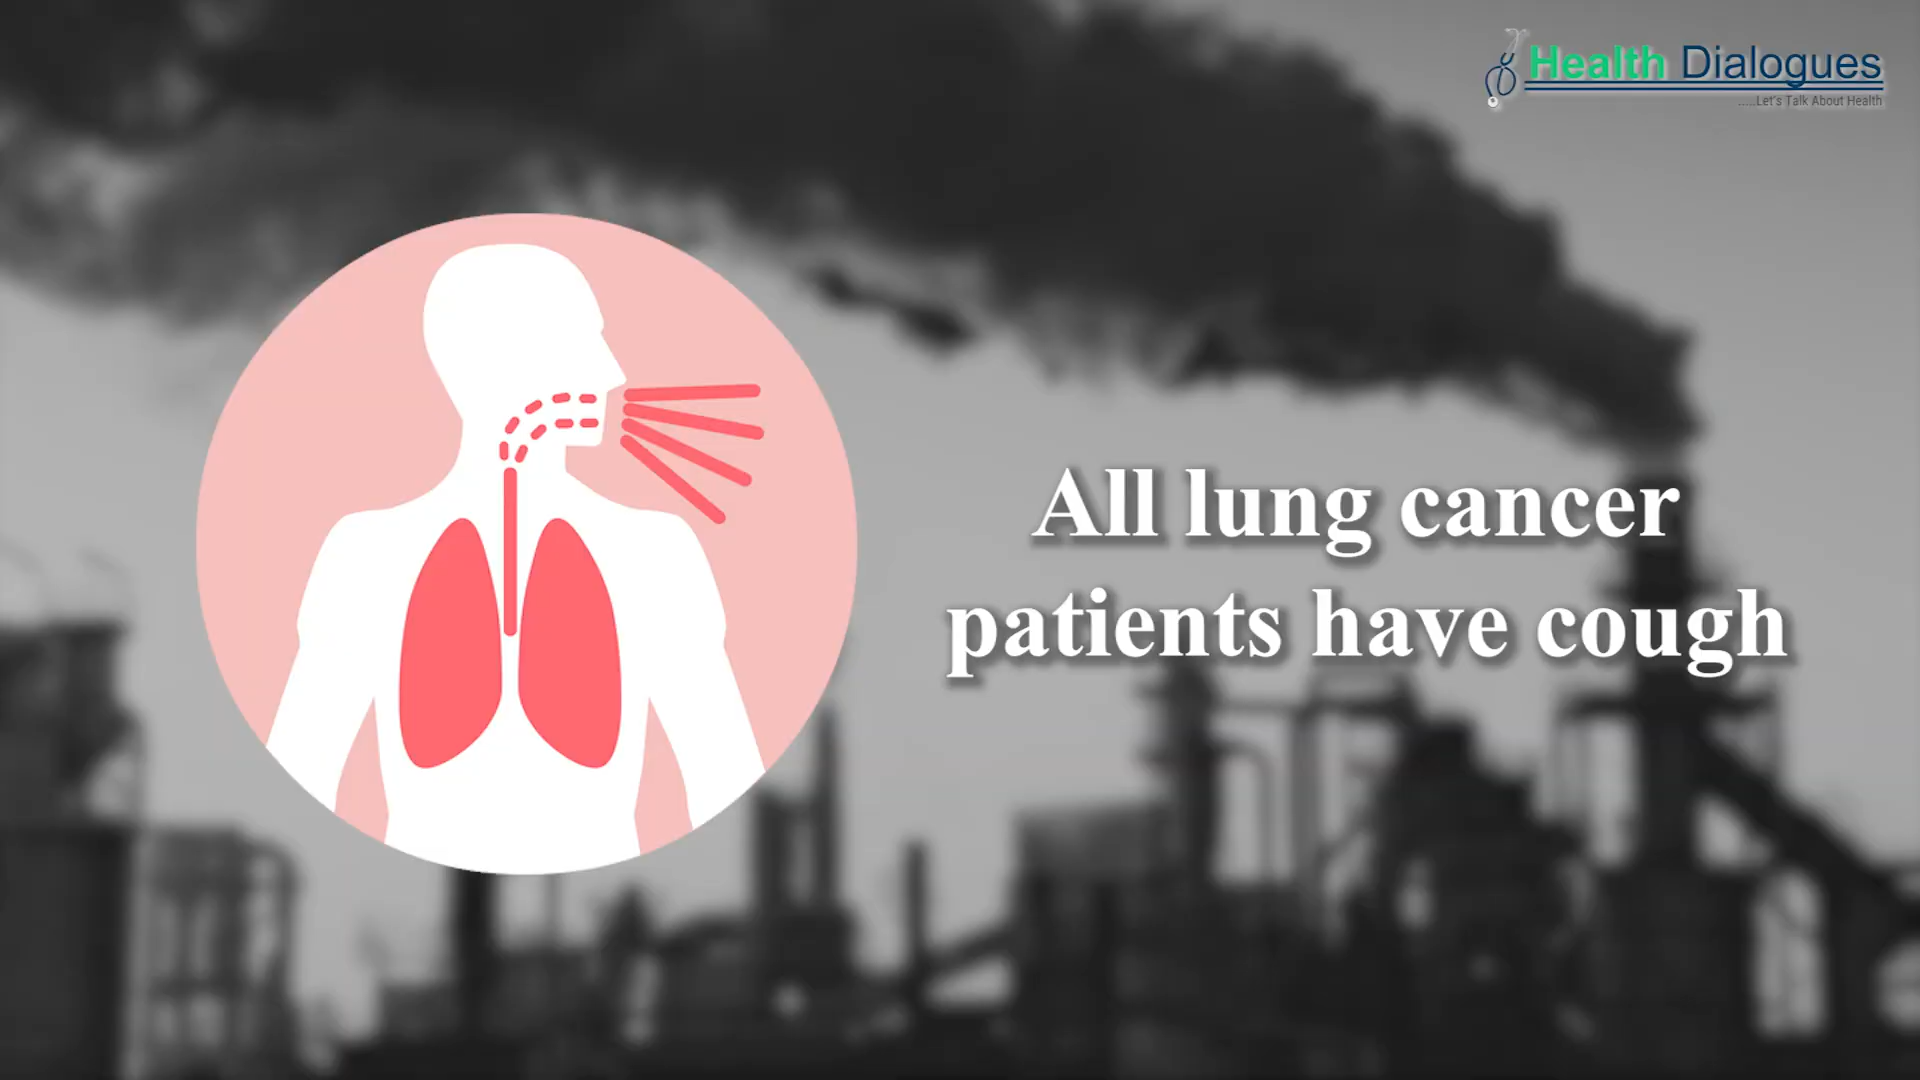 Health Dialogues
.....Let's Talk About Health
All lung cancer
patients have cough